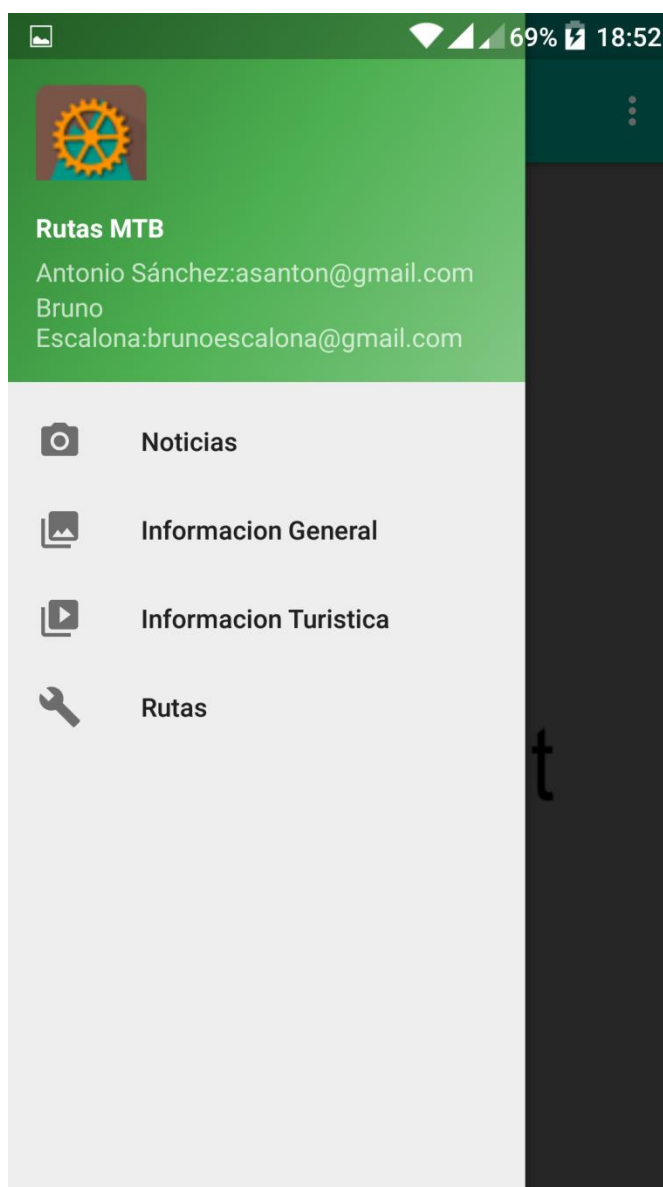 69% 18:52
Rutas MTB
Antonio Sánchez:asanton@gmail.com
Bruno
Escalona:brunoescalona@gmail.com
Noticias
Informacion General
Informacion Turistica
Rutas
t